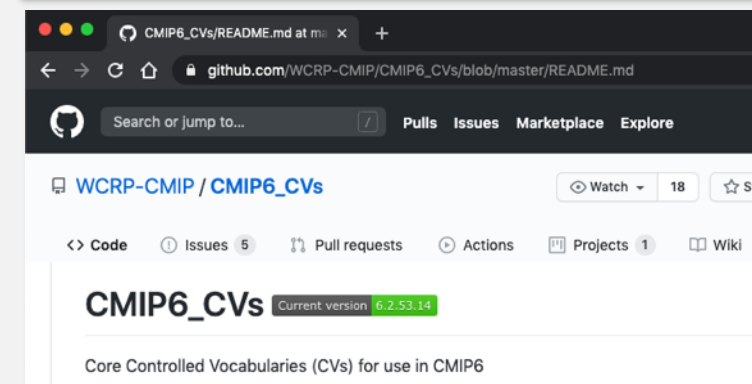 CMIP6_CVs/README.md at ma
github.com/WCRP-CMIP/CMIP6_CVs/blob/master/README.md
Search or jump to... / Pulls Issues Marketplace Explore
WCRP-CMIP / CMIP6_CVs Watch 18 S
Code Issues 5 Pull requests Actions Projects 1 Wiki
CMIP6_CVs Current version 6.2.53.14
Core Controlled Vocabularies (CVs) for use in CMIP6